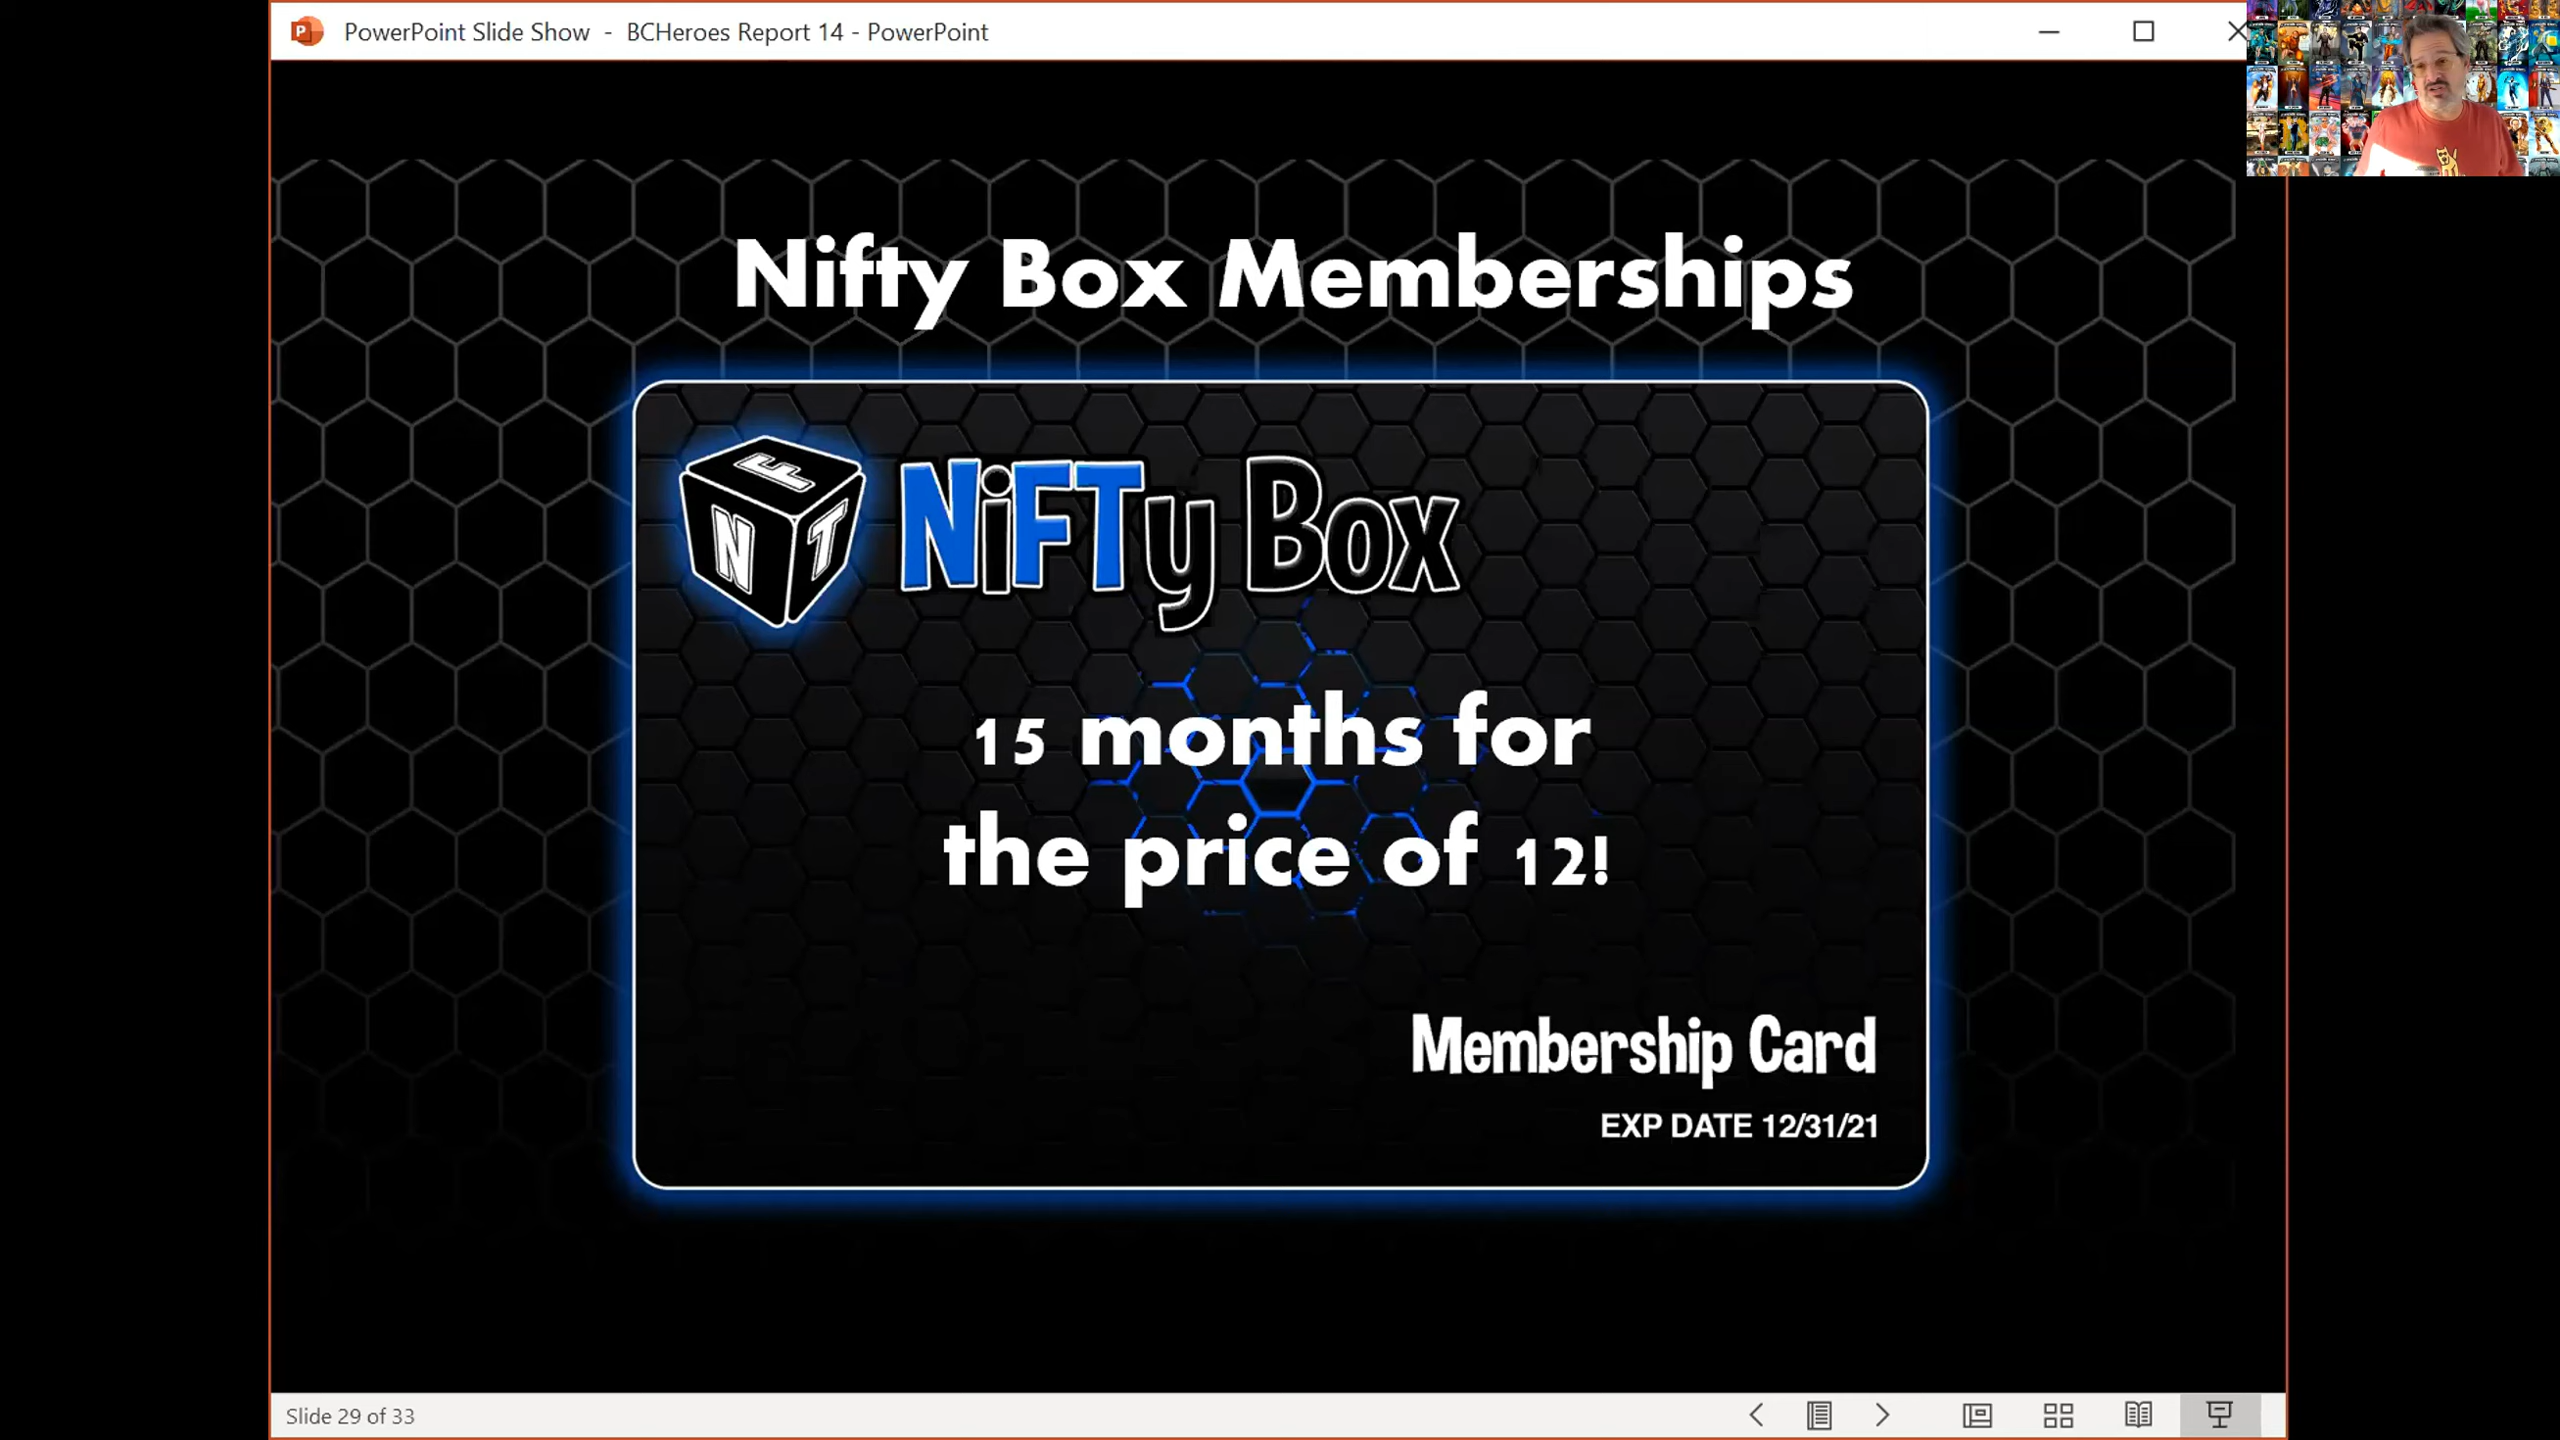 PowerPoint Slide Show - BCHeroes Report 14 - PowerPoint
Nifty Box Memberships
N F T
NiFTy Box
15 months for
the price of 12!
Membership Card
EXP DATE 12/31/21
Slide 29 of 33